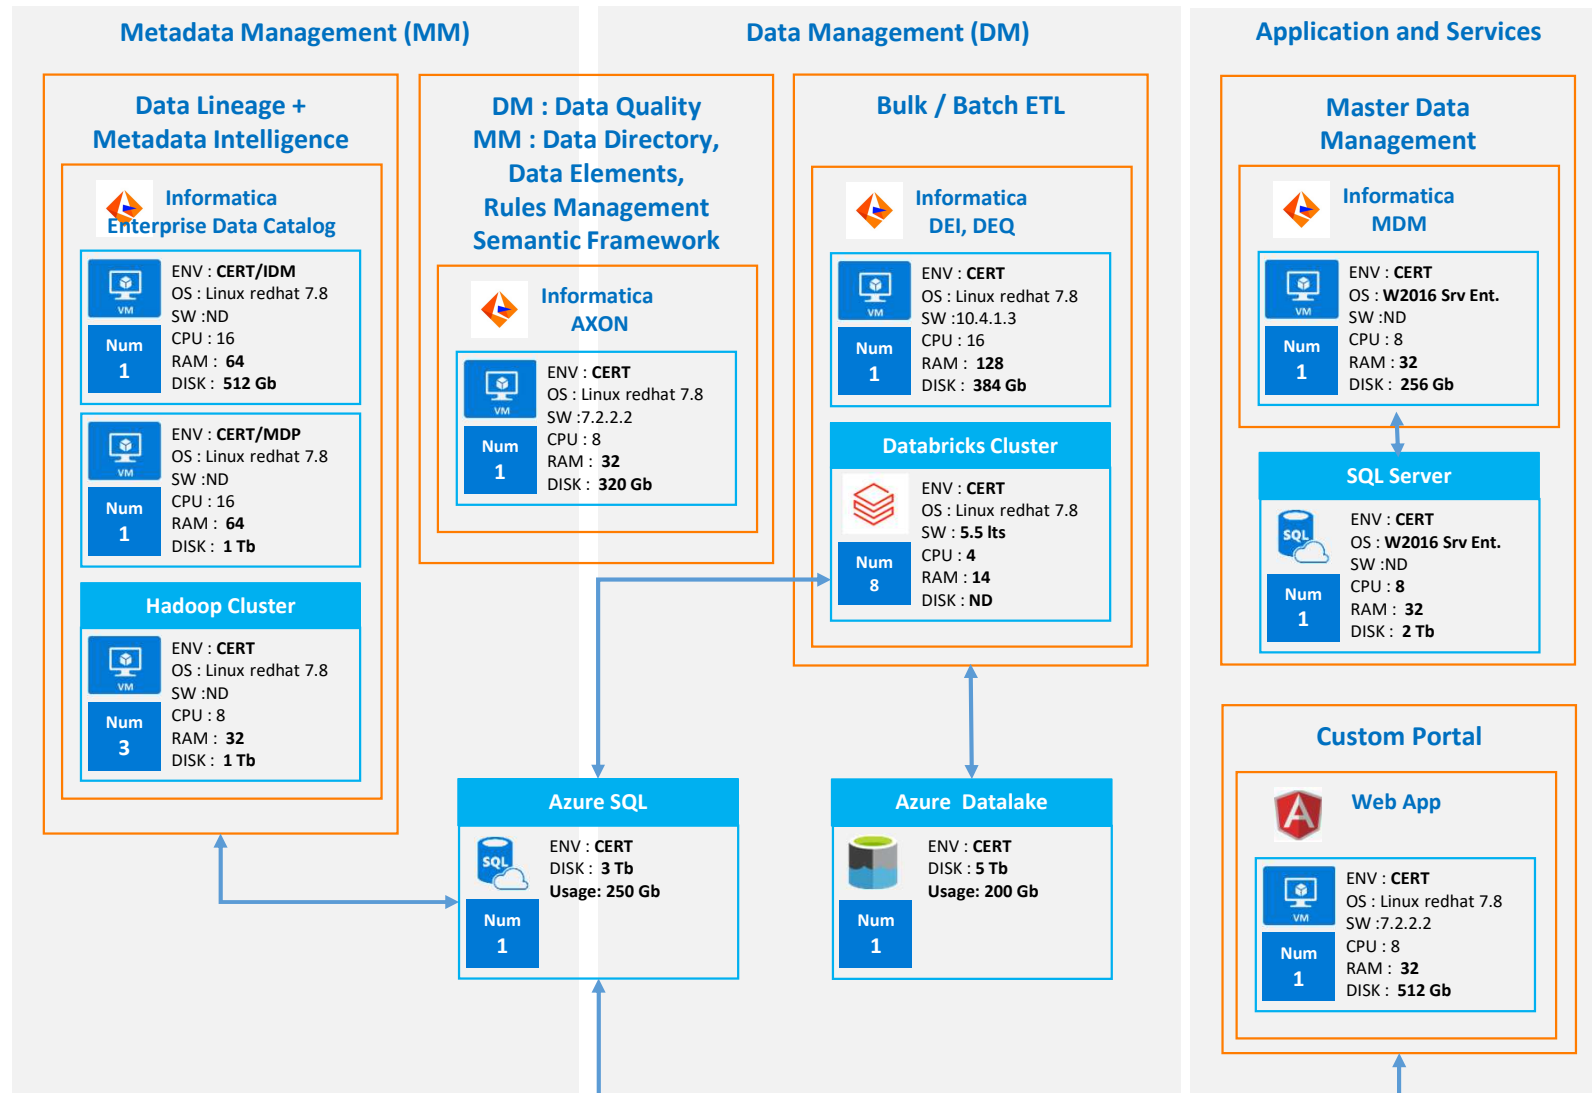 Metadata Management (MM)
Data Lineage +
Metadata Intelligence
Informatica
Enterprise Data Catalog
VM
Num
1
ENV : CERT/IDM
OS : Linux redhat 7.8
SW :ND
CPU : 16
RAM : 64
DISK : 512 Gb
VM
Num
1
ENV : CERT/MDP
OS : Linux redhat 7.8
SW :ND
CPU : 16
RAM : 64
DISK : 1 Tb
Hadoop Cluster
VM
Num
3
ENV : CERT
OS : Linux redhat 7.8
SW :ND
CPU : 8
RAM : 32
DISK : 1 Tb
Data Management (DM)
DM : Data Quality
MM : Data Directory,
Data Elements,
Rules Management
Semantic Framework
Informatica
AXON
VM
Num
1
ENV : CERT
OS : Linux redhat 7.8
SW :7.2.2.2
CPU : 8
RAM : 32
DISK : 320 Gb
Bulk / Batch ETL
Informatica
DEI, DEQ
VM
Num
1
ENV : CERT
OS : Linux redhat 7.8
SW :10.4.1.3
CPU : 16
RAM : 128
DISK : 384 Gb
Databricks Cluster
Num
8
ENV : CERT
OS : Linux redhat 7.8
SW : 5.5 lts
CPU : 4
RAM : 14
DISK : ND
Azure SQL
SQL
Num
1
ENV : CERT
DISK : 3 Tb
Usage: 250 Gb
Azure Datalake
Num
1
ENV : CERT
DISK : 5 Tb
Usage: 200 Gb
Application and Services
Master Data
Management
Informatica
MDM
VM
Num
1
ENV : CERT
OS : W2016 Srv Ent.
SW :ND
CPU : 8
RAM : 32
DISK : 256 Gb
SQL Server
SQL
Num
1
ENV : CERT
OS : W2016 Srv Ent.
SW :ND
CPU : 8
RAM : 32
DISK : 2 Tb
Custom Portal
Web App
VM
Num
1
ENV : CERT
OS : Linux redhat 7.8
SW :7.2.2.2
CPU : 8
RAM : 32
DISK : 512 Gb